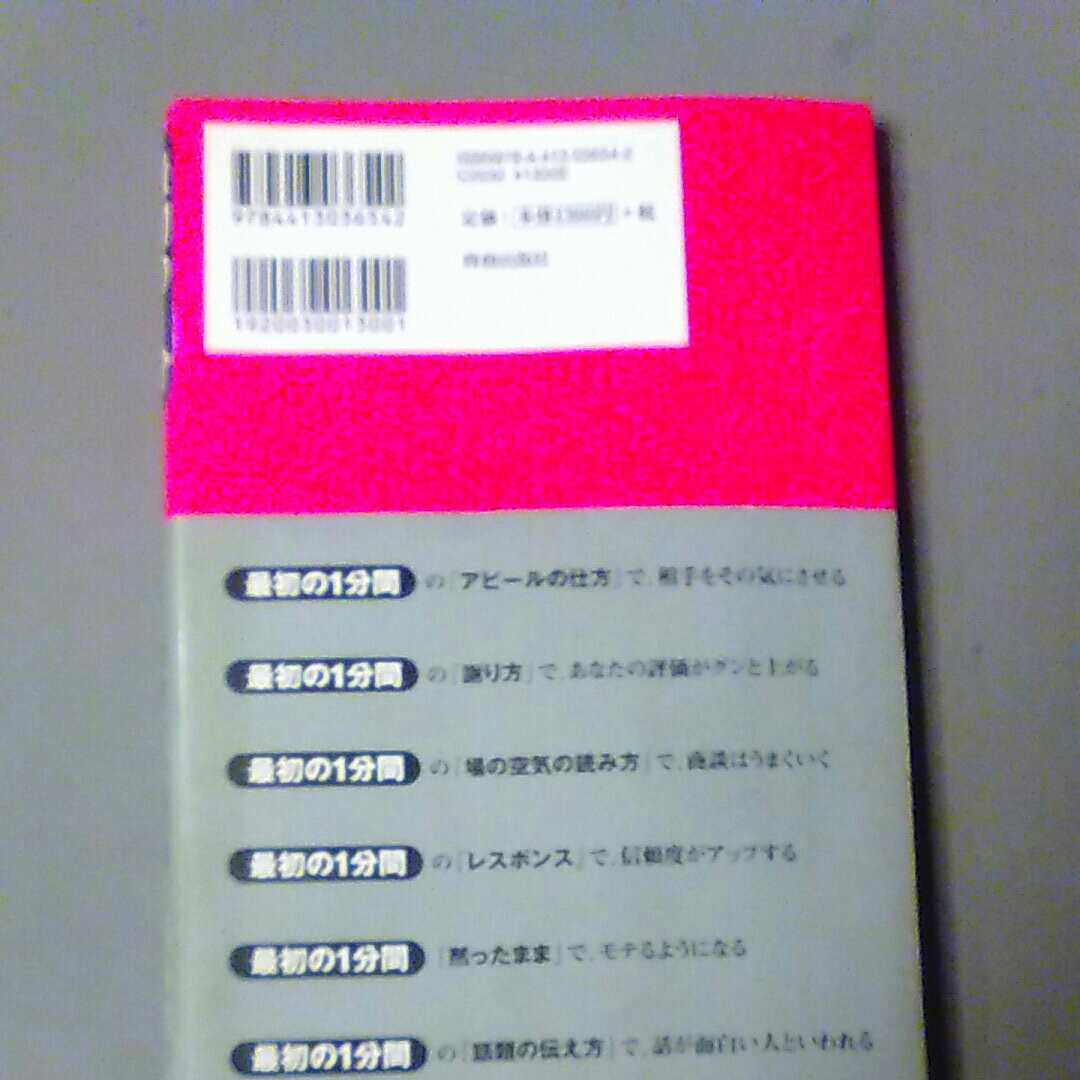 9784413036542
ISBN978-4-413-03654-2
C0030 ¥1300E
定価:本体1300円+税
青春出版社
1920030013001
最初の1分間の「アピールの仕方」で、相手をその気にさせる
最初の1分間の「謝り方」で、あなたの評価がグンと上がる
最初の1分間の「場の空気の読み方」で、商談はうまくいく
最初の1分間の「レスポンス」で、信頼度がアップする
最初の1分間「黙ったまま」で、モテるようになる
最初の1分間の「話題の伝え方」で、話が面白い人といわれる